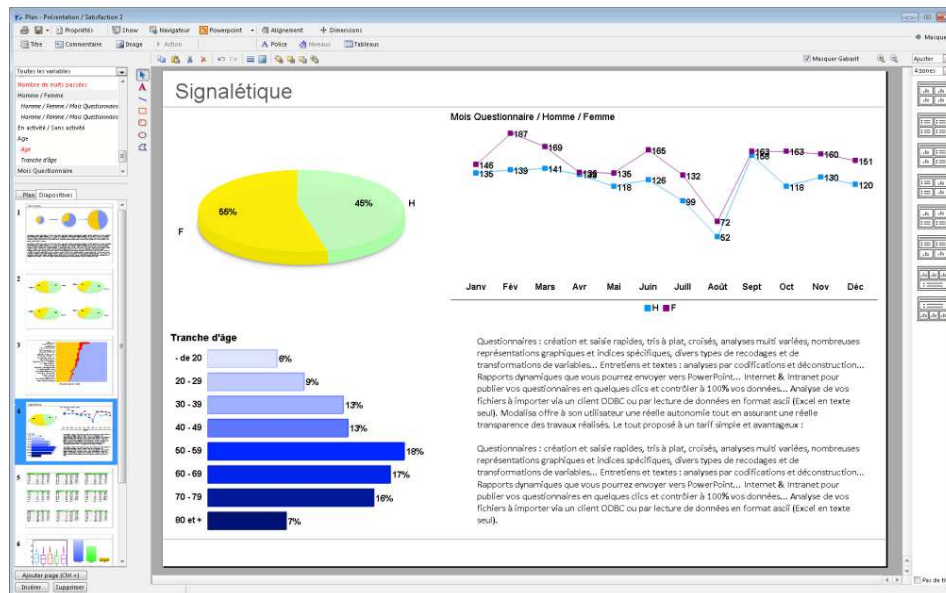 Plan - Présentation / Satisfaction 2
Propriétés Show Navigateur Powerpoint Alignement Dimensions
Masque
Titre Commentaire Image Action Police Niveaux Tableaux
Toutes les variables
Masquer Gabarit
Ajuster
4 zones
Nombre de nuits passées
Homme / Femme
Homme / Femme / Mois Questionnaire
Homme / Femme / Mois Questionnaire
En activité / Sans activité
Age
Age
Tranche d'âge
Mois Questionnaire
Plan Diapositives
1
2
3
4
5
6
Ajouter page (Ctrl +)
Insérer Supprimer
Signalétique
55%
45%
F
H
Mois Questionnaire / Homme / Femme
146 187 169 135 165 132 72 163 163 160 151
135 139 141 118 126 99 52 158 118 130 120
Janv Fév Mars Avr Mai Juin Juill Août Sept Oct Nov Déc
H F
Tranche d'âge
- de 20 6%
20 - 29 9%
30 - 39 13%
40 - 49 13%
50 - 59 18%
60 - 69 17%
70 - 79 16%
80 et + 7%
Questionnaires : création et saisie rapides, tris à plat, croisés, analyses multi variées, nombreuses
représentations graphiques et indices spécifiques, divers types de recodages et de
transformations de variables... Entretiens et textes : analyses par codifications et déconstruction...
Rapports dynamiques que vous pourrez envoyer vers PowerPoint... Internet & Intranet pour
publier vos questionnaires en quelques clics et contrôler à 100% vos données... Analyse de vos
fichiers à importer via un client ODBC ou par lecture de données en format ascii (Excel en texte
seul). Modalisa offre à son utilisateur une réelle autonomie tout en assurant une réelle
transparence des travaux réalisés. Le tout proposé à un tarif simple et avantageux :
Questionnaires : création et saisie rapides, tris à plat, croisés, analyses multi variées, nombreuses
représentations graphiques et indices spécifiques, divers types de recodages et de
transformations de variables... Entretiens et textes : analyses par codifications et déconstruction...
Rapports dynamiques que vous pourrez envoyer vers PowerPoint... Internet & Intranet pour
publier vos questionnaires en quelques clics et contrôler à 100% vos données... Analyse de vos
fichiers à importer via un client ODBC ou par lecture de données en format ascii (Excel en texte
seul).
Pas de ti